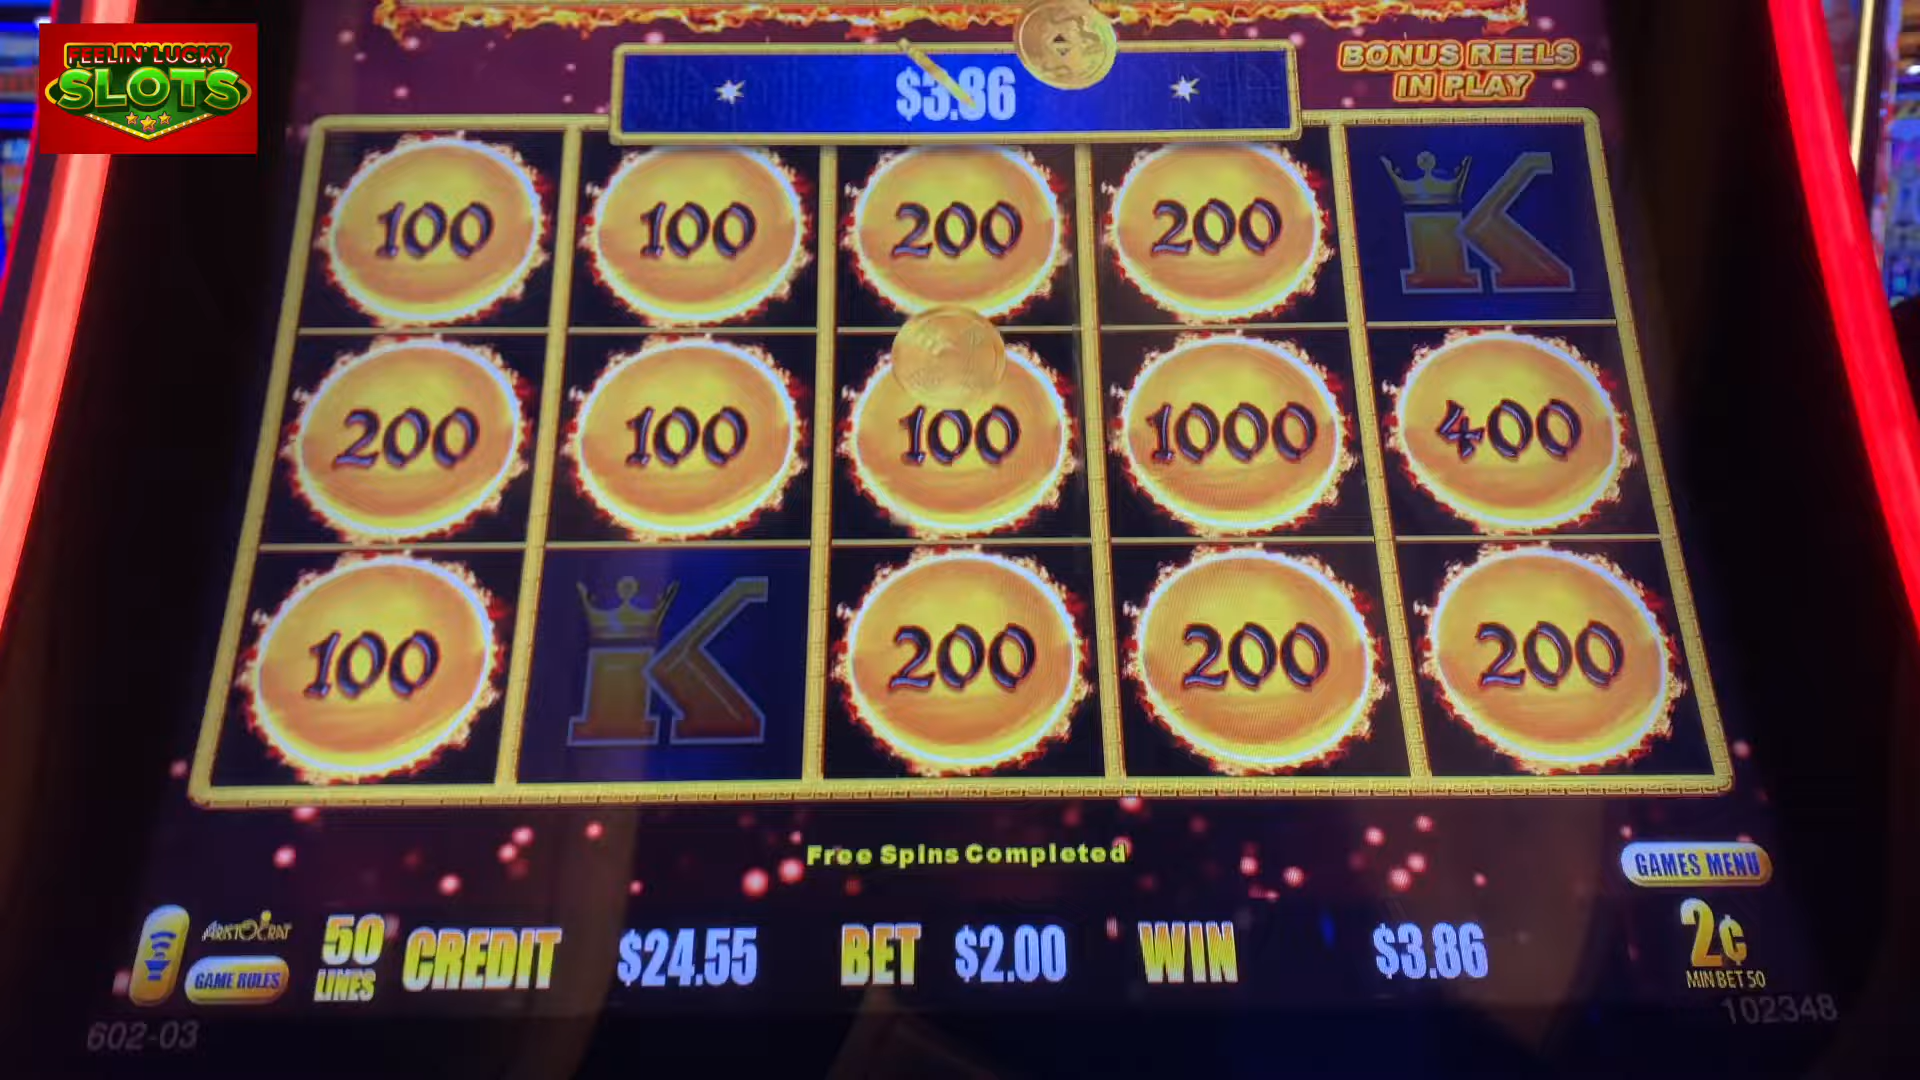 FEELIN' LUCKY
SLOTS
$3.86
BONUS REELS
IN PLAY
100 100 200 200 K
200 100 100 1000 400
100 K 200 200 200
Free Spins Completed
GAMES MENU
ARISTOCRAT
GAME RULES
50
LINES
CREDIT $24.55 BET $2.00 WIN $3.86
2¢
MIN BET 50
602-03
102348